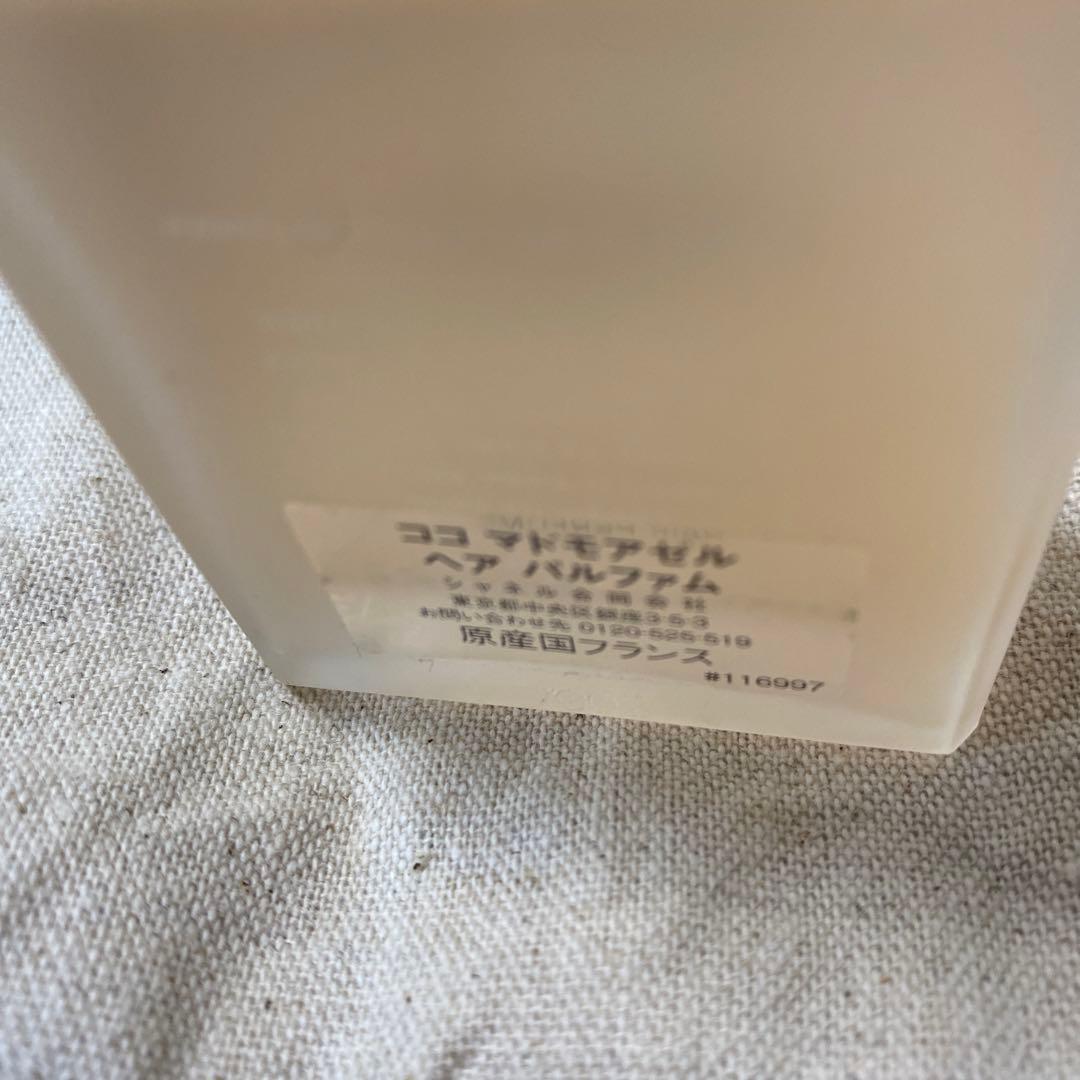 ココ マドモアゼル
ヘア パルファム
シャネル合同会社
東京都中央区銀座3-5-3
お問い合わせ先 0120-525-519
原産国フランス
#116997